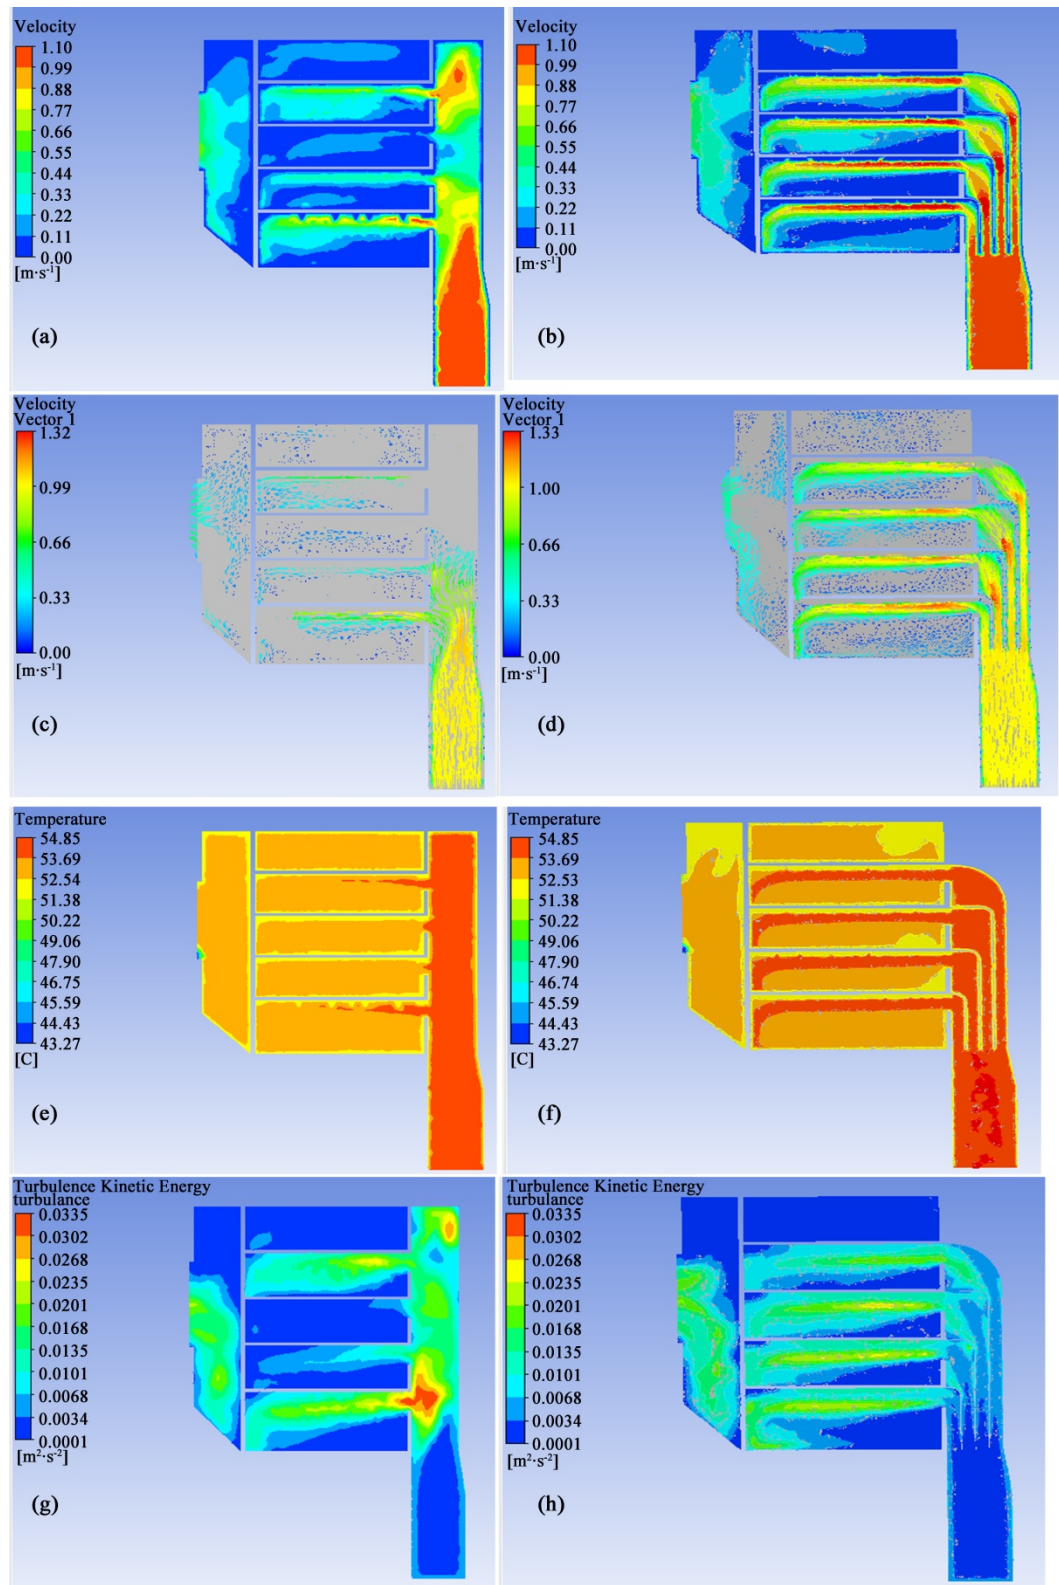 Velocity
1.10
0.99
0.88
0.77
0.66
0.55
0.44
0.33
0.22
0.11
0.00
[m·s⁻¹]
(a)
Velocity
1.10
0.99
0.88
0.77
0.66
0.55
0.44
0.33
0.22
0.11
0.00
[m·s⁻¹]
(b)
Velocity
Vector 1
1.32
0.99
0.66
0.33
0.00
[m·s⁻¹]
(c)
Velocity
Vector 1
1.33
1.00
0.66
0.33
0.00
[m·s⁻¹]
(d)
Temperature
54.85
53.69
52.54
51.38
50.22
49.06
47.90
46.75
45.59
44.43
43.27
[C]
(e)
Temperature
54.85
53.69
52.53
51.38
50.22
49.06
47.90
46.74
45.59
44.43
43.27
[C]
(f)
Turbulence Kinetic Energy
turbulance
0.0335
0.0302
0.0268
0.0235
0.0201
0.0168
0.0135
0.0101
0.0068
0.0034
0.0001
[m²·s⁻²]
(g)
Turbulence Kinetic Energy
turbulance
0.0335
0.0302
0.0268
0.0235
0.0201
0.0168
0.0135
0.0101
0.0068
0.0034
0.0001
[m²·s⁻²]
(h)